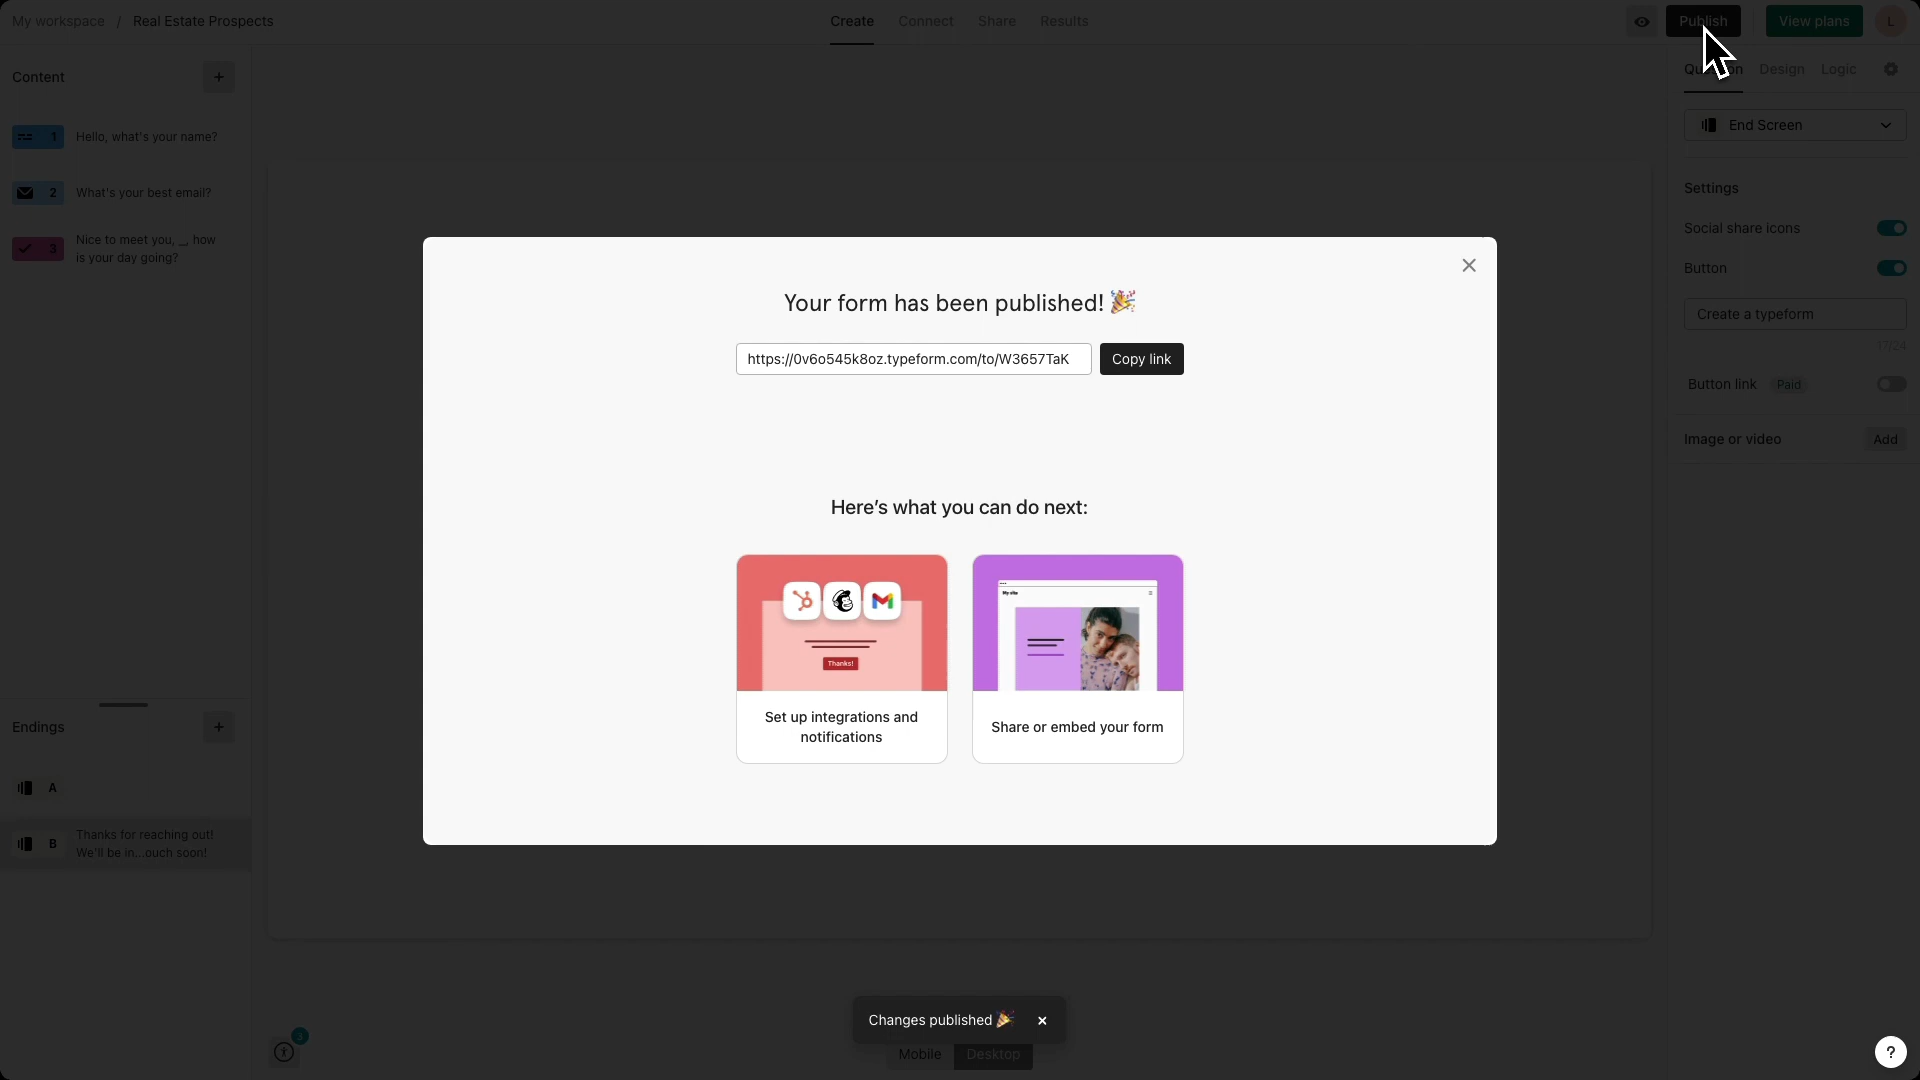 My workspace / Real Estate Prospects
Create Connect Share Results
Publish
View plans
L
Content
1 Hello, what's your name?
2 What's your best email?
3 Nice to meet you, _ how
is your day going?
Endings
A
B Thanks for reaching out!
We'll be in...ouch soon!
Your form has been published! 🎉
https://0v6o545k8oz.typeform.com/to/W3657TaK
Copy link
Here's what you can do next:
Thanks!
Set up integrations and
notifications
My site
Share or embed your form
Design Logic
End Screen
Settings
Social share icons
Button
Create a typeform
17/24
Button link Paid
Image or video Add
Changes published 🎉
Mobile Desktop
?